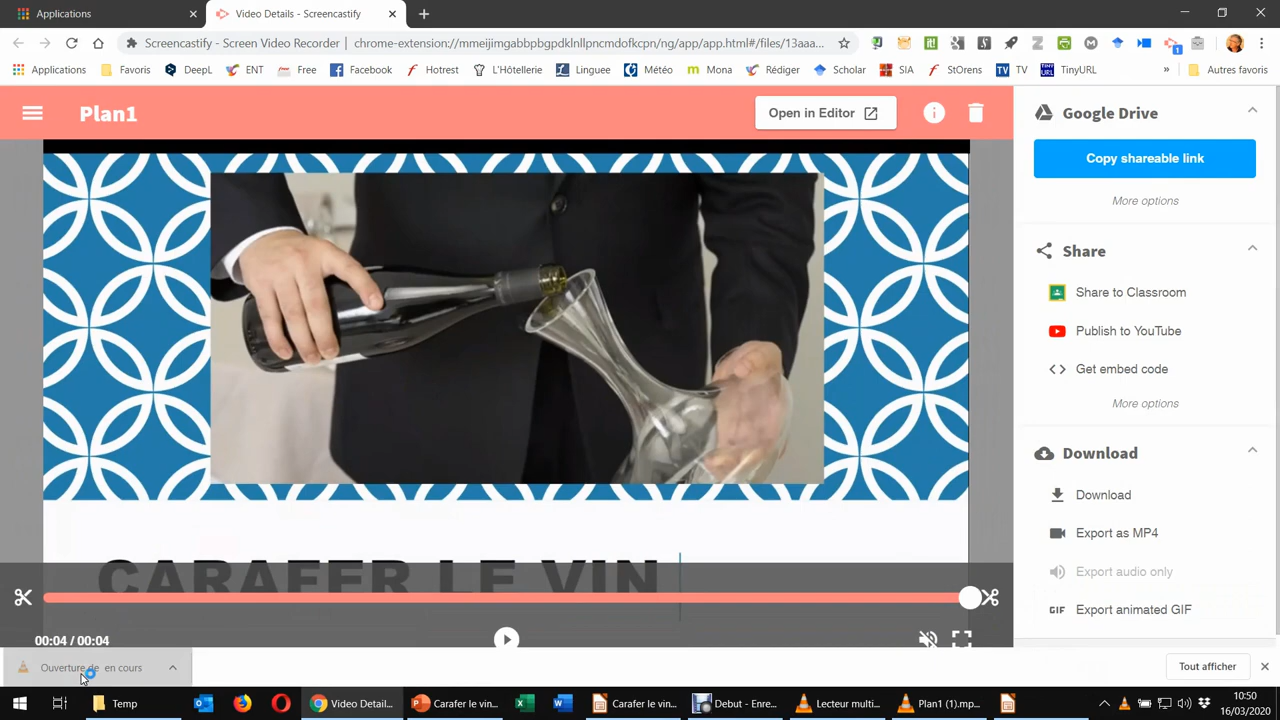 Applications
Video Details - Screencastify
Screencastify - Screen Video Recorder
chrome-extension://mmeijimgabbpbgpdklnllpncmdofkcpn/ng/app/app.html#/files/13aaa...
Applications
Favoris
DeepL
ENT
Free
Facebook
Hotrest
L'Hôtellerie
Linguee
Météo
Mona
Rédiger
Scholar
SIA
StOrens
TV
TinyURL
»
Autres favoris
Plan1
Open in Editor
Google Drive
Copy shareable link
More options
Share
Share to Classroom
Publish to YouTube
Get embed code
More options
Download
Download
Export as MP4
Export audio only
GIF Export animated GIF
CARAFER LE VIN
00:04 / 00:04
Ouverture de en cours
Tout afficher
Temp
Video Detail...
Carafer le vin...
Carafer le vin...
Debut - Enre...
Lecteur multi...
Plan1 (1).mp...
10:50
16/03/2020